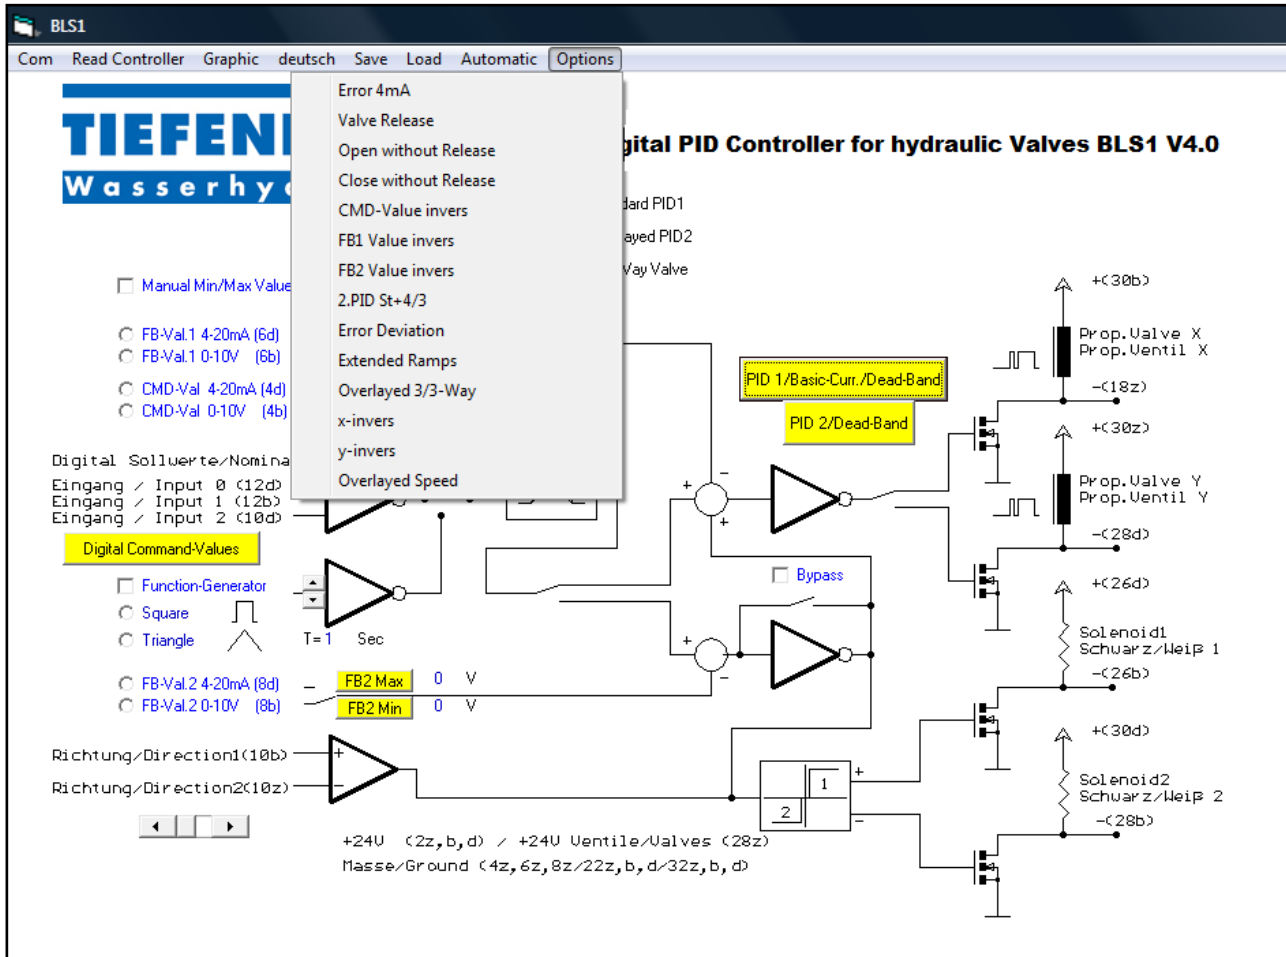 BLS1
Com Read Controller Graphic deutsch Save Load Automatic Options
Error 4mA
Valve Release
Open without Release
Close without Release
CMD-Value invers
FB1 Value invers
FB2 Value invers
2.PID St+4/3
Error Deviation
Extended Ramps
Overlayed 3/3-Way
x-invers
y-invers
Overlayed Speed
TIEFEN
Wasserhy
gital PID Controller for hydraulic Valves BLS1 V4.0
dard PID1
ayed PID2
Way Valve
Manual Min/Max Value
FB-Val.1 4-20mA (6d)
FB-Val.1 0-10V (6b)
CMD-Val 4-20mA (4d)
CMD-Val 0-10V (4b)
Digital Sollwerte/Nomina
Eingang / Input 0 (12d)
Eingang / Input 1 (12b)
Eingang / Input 2 (10d)
Digital Command-Values
Function-Generator
Square
Triangle
T= 1 Sec
FB-Val.2 4-20mA (8d)
FB-Val.2 0-10V (8b)
FB2 Max 0 V
FB2 Min 0 V
Richtung/Direction1(10b)
Richtung/Direction2(10z)
+
−
+24V (2z,b,d) / +24V Ventile/Valves (28z)
Masse/Ground (4z,6z,8z/22z,b,d/32z,b,d)
PID 1/Basic-Curr./Dead-Band
PID 2/Dead-Band
+
−
+
Bypass
+
−
1
2
+
−
+(30b)
Prop.Valve X
Prop.Ventil X
−(18z)
+(30z)
Prop.Valve Y
Prop.Ventil Y
−(28d)
+(26d)
Solenoid1
Schwarz/Weiß 1
−(26b)
+(30d)
Solenoid2
Schwarz/Weiß 2
−(28b)